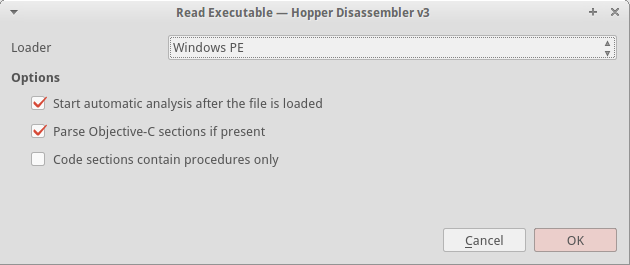 Read Executable — Hopper Disassembler v3
Loader Windows PE
Options
Start automatic analysis after the file is loaded
Parse Objective-C sections if present
Code sections contain procedures only
Cancel OK